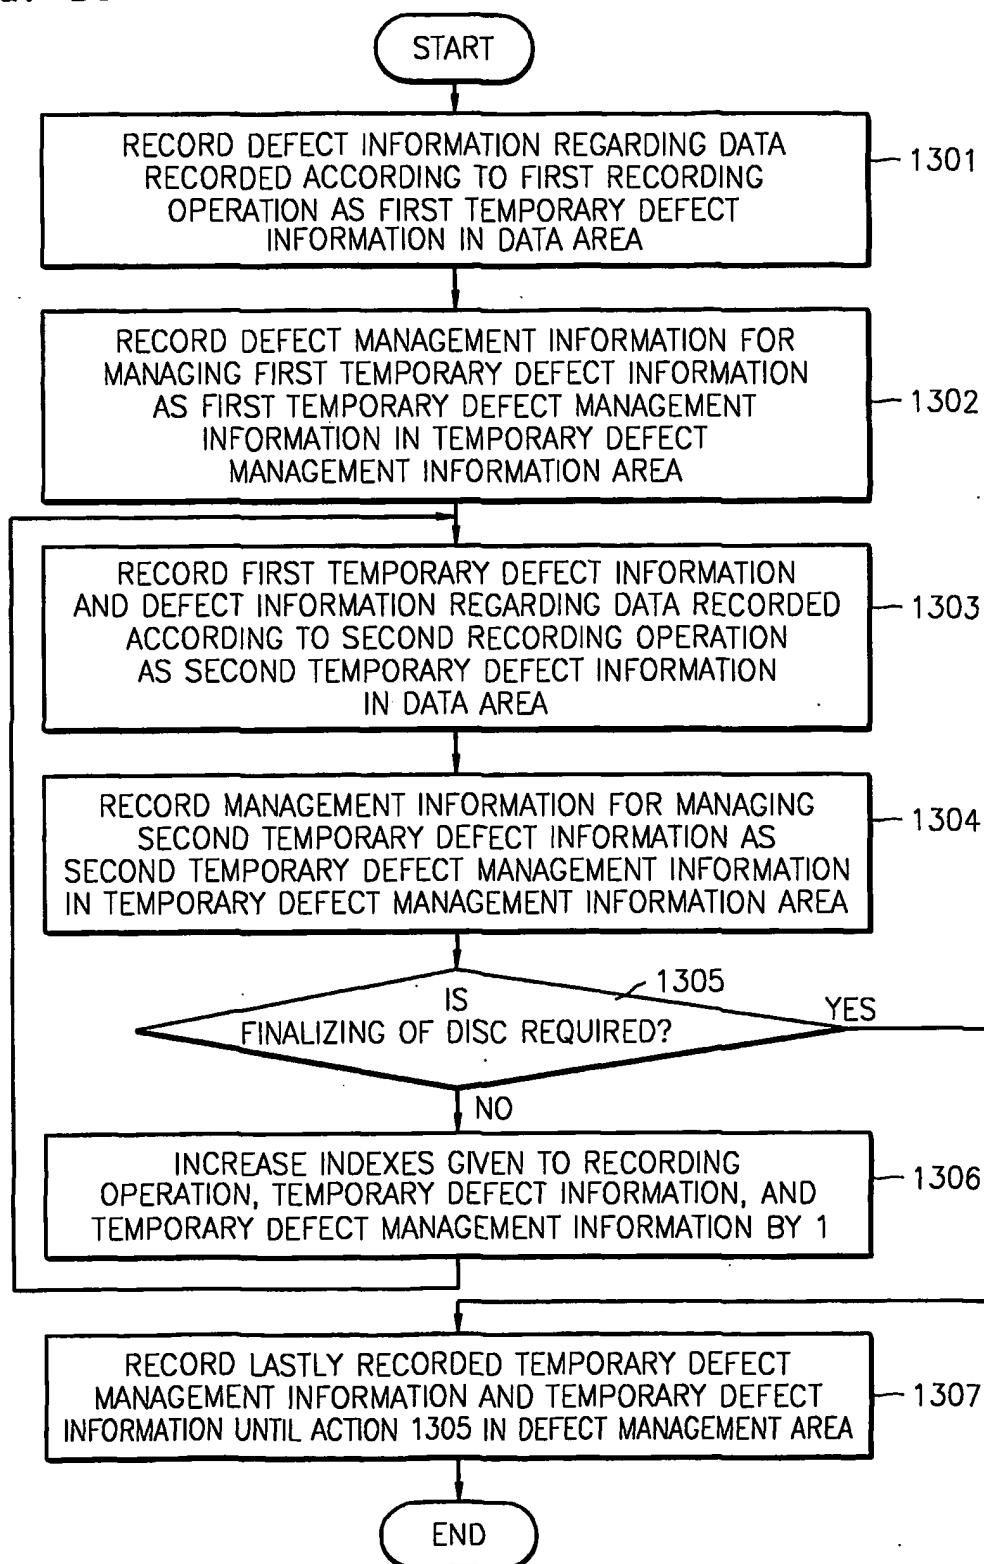 START
RECORD DEFECT INFORMATION REGARDING DATA
RECORDED ACCORDING TO FIRST RECORDING
OPERATION AS FIRST TEMPORARY DEFECT
INFORMATION IN DATA AREA
1301
RECORD DEFECT MANAGEMENT INFORMATION FOR
MANAGING FIRST TEMPORARY DEFECT INFORMATION
AS FIRST TEMPORARY DEFECT MANAGEMENT
INFORMATION IN TEMPORARY DEFECT
MANAGEMENT INFORMATION AREA
1302
RECORD FIRST TEMPORARY DEFECT INFORMATION
AND DEFECT INFORMATION REGARDING DATA RECORDED
ACCORDING TO SECOND RECORDING OPERATION
AS SECOND TEMPORARY DEFECT INFORMATION
IN DATA AREA
1303
RECORD MANAGEMENT INFORMATION FOR MANAGING
SECOND TEMPORARY DEFECT INFORMATION AS
SECOND TEMPORARY DEFECT MANAGEMENT INFORMATION
IN TEMPORARY DEFECT MANAGEMENT INFORMATION AREA
1304
1305
IS
FINALIZING OF DISC REQUIRED?
YES
NO
INCREASE INDEXES GIVEN TO RECORDING
OPERATION, TEMPORARY DEFECT INFORMATION, AND
TEMPORARY DEFECT MANAGEMENT INFORMATION BY 1
1306
RECORD LASTLY RECORDED TEMPORARY DEFECT
MANAGEMENT INFORMATION AND TEMPORARY DEFECT
INFORMATION UNTIL ACTION 1305 IN DEFECT MANAGEMENT AREA
1307
END